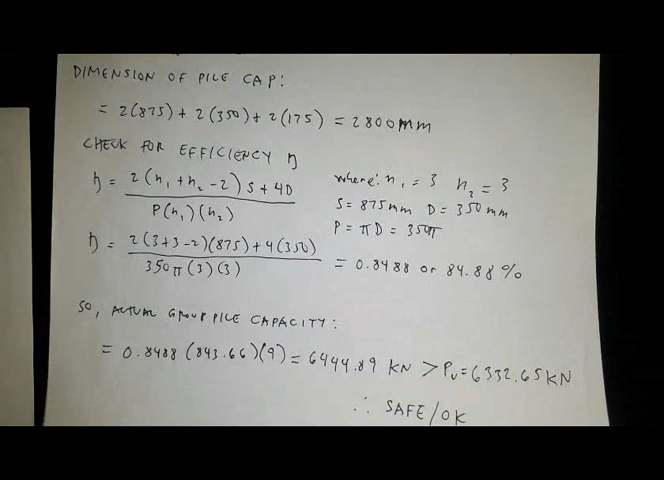 DIMENSION OF PILE CAP:
= 2(875) + 2(350) + 2(175) = 2800mm
CHECK FOR EFFICIENCY η
η = 2(n₁ + n₂ - 2) S + 4D / P(n₁)(n₂)
where: n₁ = 3 n₂ = 3
S = 875mm D = 350mm
P = πD = 350π
η = 2(3+3-2)(875) + 4(350) / 350π(3)(3) = 0.8488 or 84.88%
SO, ACTUAL GROUP PILE CAPACITY:
= 0.8488 (843.66)(9) = 6444.89 KN > Pu = 6332.65KN
∴ SAFE/OK